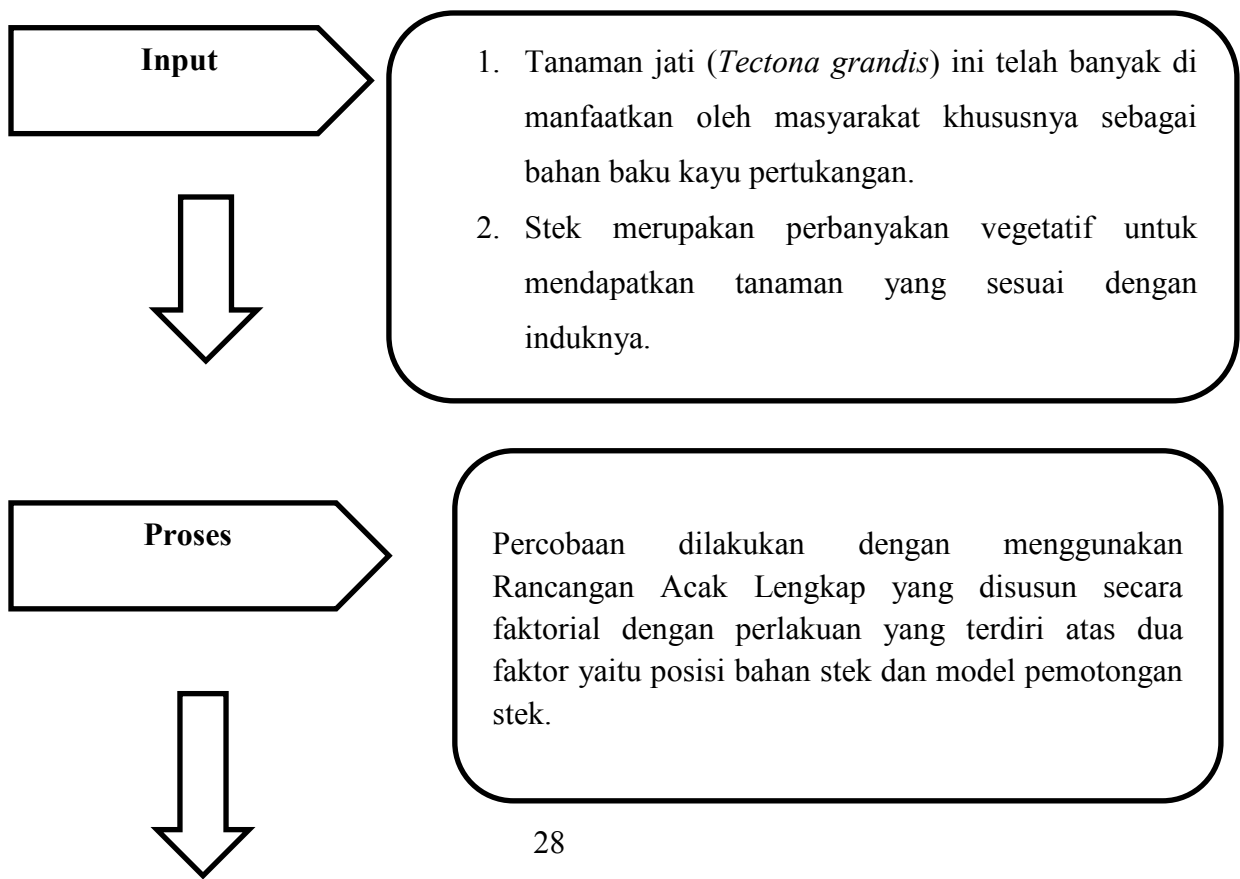 Input
1. Tanaman jati (Tectona grandis) ini telah banyak di
manfaatkan oleh masyarakat khususnya sebagai
bahan baku kayu pertukangan.
2. Stek merupakan perbanyakan vegetatif untuk
mendapatkan tanaman yang sesuai dengan
induknya.
Proses
Percobaan dilakukan dengan menggunakan
Rancangan Acak Lengkap yang disusun secara
faktorial dengan perlakuan yang terdiri atas dua
faktor yaitu posisi bahan stek dan model pemotongan
stek.
28